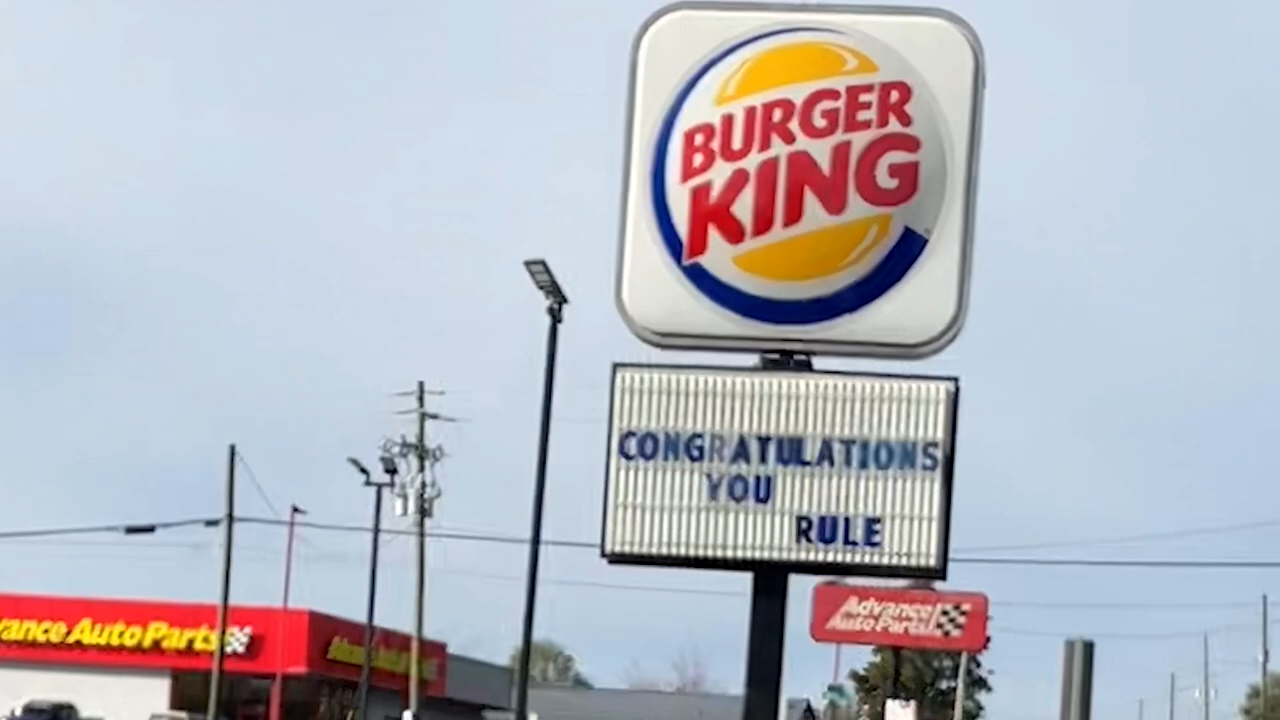 BURGER
KING
CONGRATULATIONS
YOU
RULE
Advance
Auto Parts
vance Auto Parts